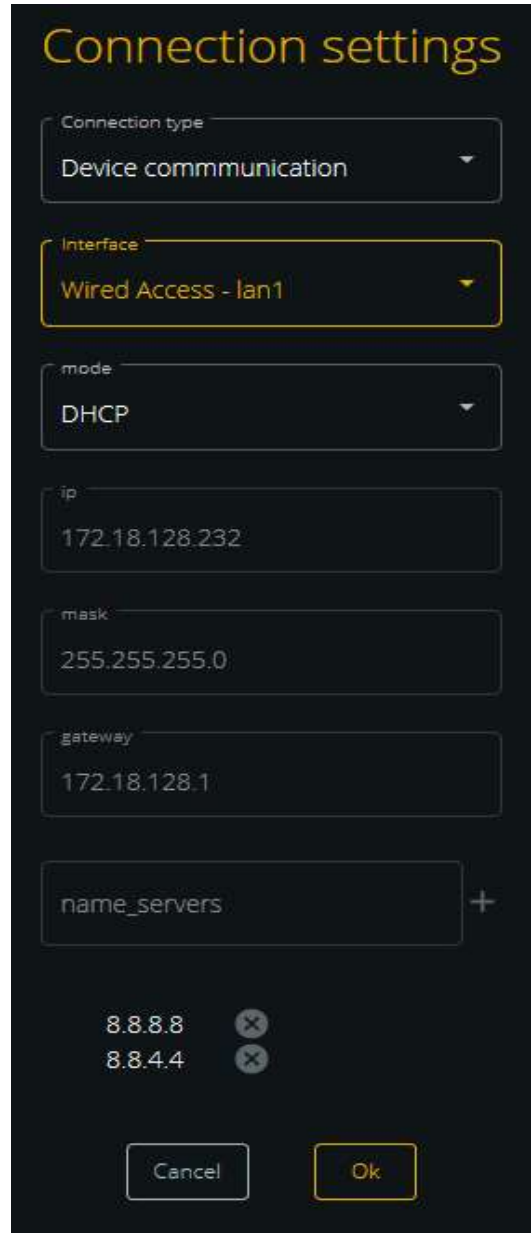 Connection settings
Connection type
Device commmunication
Interface
Wired Access - lan1
mode
DHCP
ip
172.18.128.232
mask
255.255.255.0
gateway
172.18.128.1
name_servers +
8.8.8.8
8.8.4.4
Cancel Ok